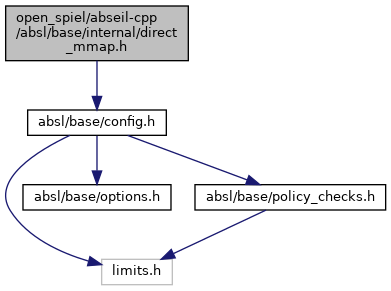 open_spiel/abseil-cpp
/absl/base/internal/direct
_mmap.h
absl/base/config.h
absl/base/options.h
absl/base/policy_checks.h
limits.h